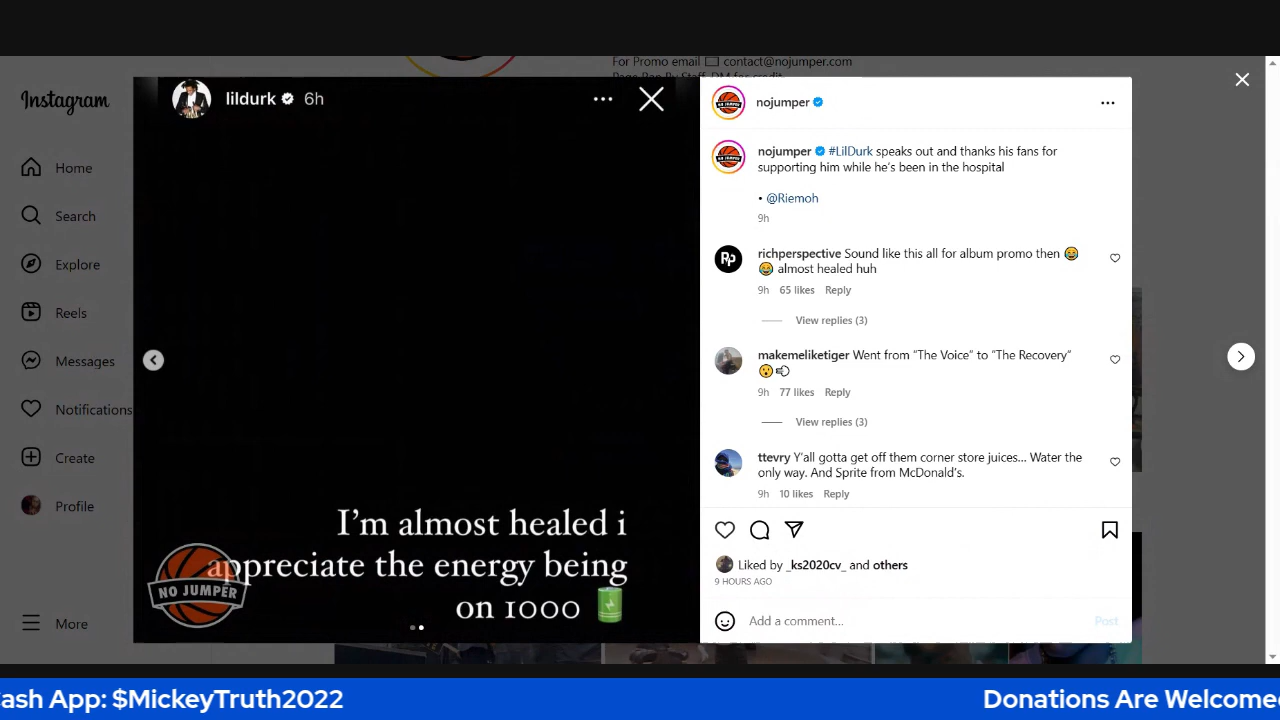 For Promo email contact@nojumper.com
Instagram
Home
Search
Explore
Reels
Messages
Notifications
Create
Profile
More
lildurk 6h
I'm almost healed i
appreciate the energy being
on 1000
NO JUMPER
nojumper
nojumper #LilDurk speaks out and thanks his fans for
supporting him while he's been in the hospital
• @Riemoh
9h
richperspective Sound like this all for album promo then 😂
😂 almost healed huh
9h 65 likes Reply
View replies (3)
makemeliketiger Went from "The Voice" to "The Recovery"
😮💨
9h 77 likes Reply
View replies (3)
ttevry Y'all gotta get off them corner store juices... Water the
only way. And Sprite from McDonald's.
9h 10 likes Reply
Liked by _ks2020cv_ and others
9 HOURS AGO
Add a comment... Post
ash App: $MickeyTruth2022 Donations Are Welcomed